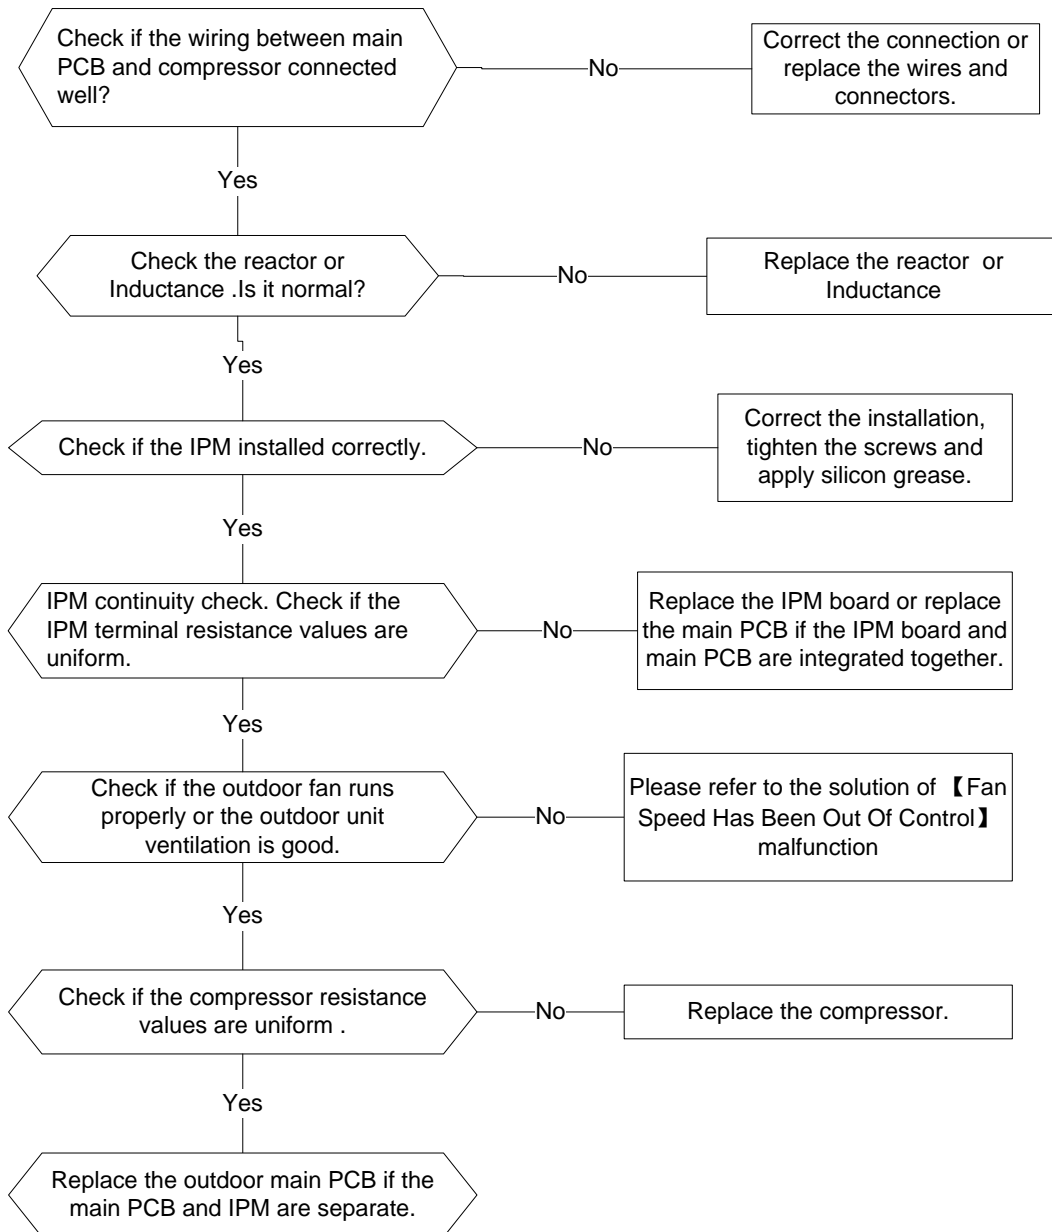 Check if the wiring between main
PCB and compressor connected
well?
No
Correct the connection or
replace the wires and
connectors.
Yes
Check the reactor or
Inductance .Is it normal?
No
Replace the reactor  or
Inductance
Yes
Check if the IPM installed correctly.
No
Correct the installation,
tighten the screws and
apply silicon grease.
Yes
IPM continuity check. Check if the
IPM terminal resistance values are
uniform.
No
Replace the IPM board or replace
the main PCB if the IPM board and
main PCB are integrated together.
Yes
Check if the outdoor fan runs
properly or the outdoor unit
ventilation is good.
No
Please refer to the solution of 【Fan
Speed Has Been Out Of Control】
malfunction
Yes
Check if the compressor resistance
values are uniform .
No
Replace the compressor.
Yes
Replace the outdoor main PCB if the
main PCB and IPM are separate.